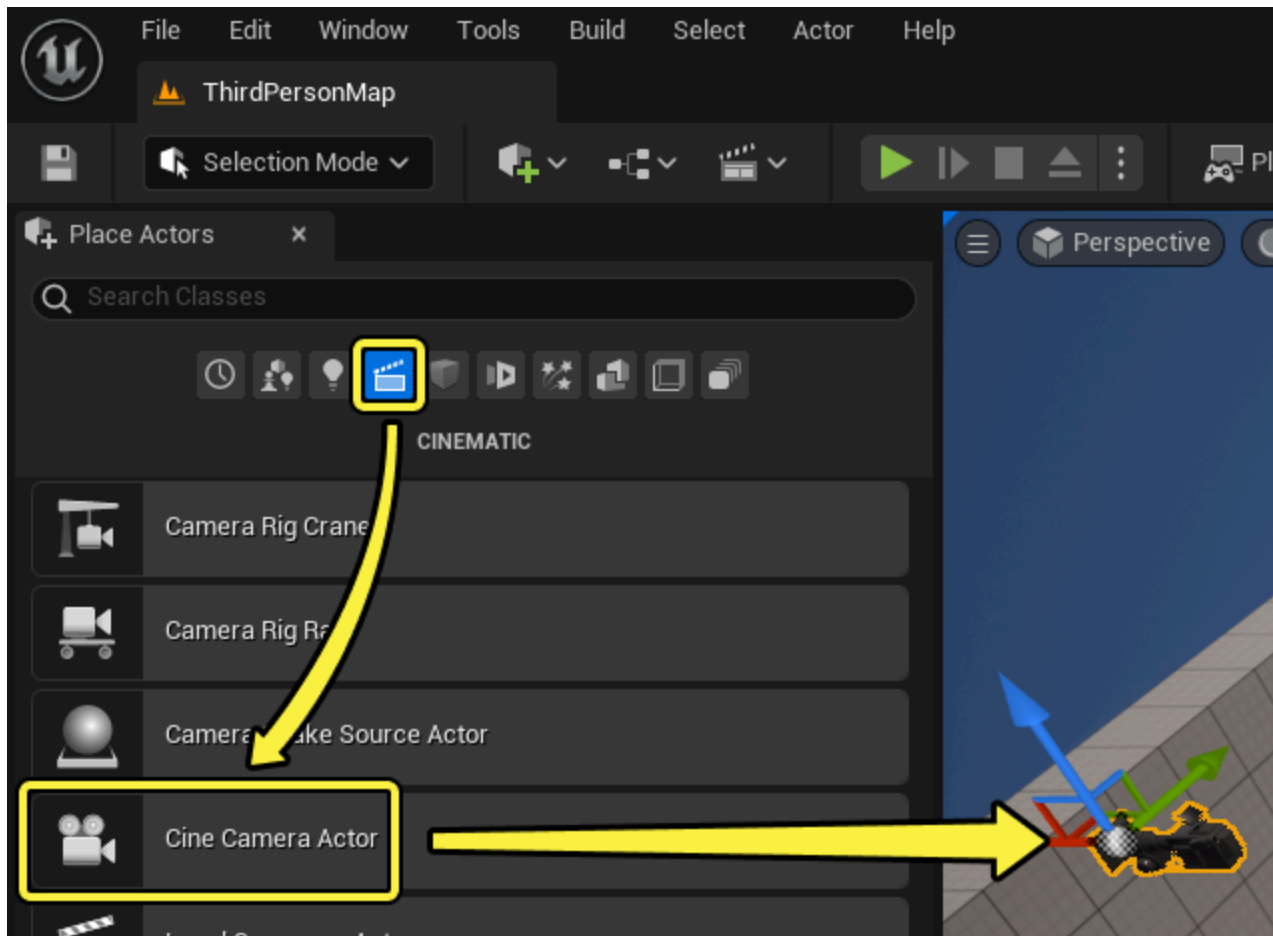 File Edit Window Tools Build Select Actor Help
ThirdPersonMap
Selection Mode
Place Actors
Perspective
Search Classes
CINEMATIC
Camera Rig Crane
Camera Rig
Camera Source Actor
Cine Camera Actor